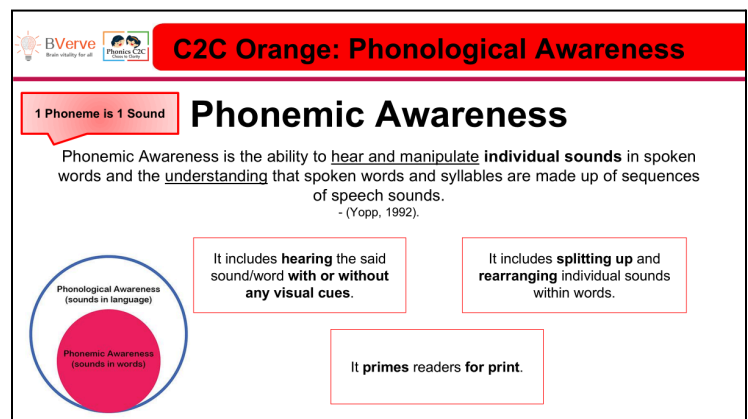 BVerve
Brain vitality for all
Phonics C2C
Chaos to Clarity
C2C Orange: Phonological Awareness
1 Phoneme is 1 Sound
Phonemic Awareness
Phonemic Awareness is the ability to hear and manipulate individual sounds in spoken
words and the understanding that spoken words and syllables are made up of sequences
of speech sounds.
- (Yopp, 1992).
It includes hearing the said
sound/word with or without
any visual cues.
It includes splitting up and
rearranging individual sounds
within words.
Phonological Awareness
(sounds in language)
Phonemic Awareness
(sounds in words)
It primes readers for print.